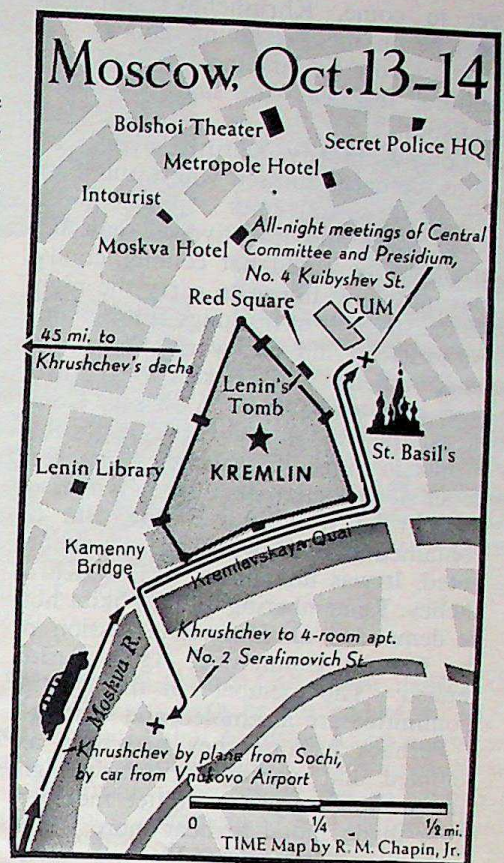 Moscow, Oct.13–14
Bolshoi Theater
Secret Police HQ
Metropole Hotel
Intourist
Moskva Hotel
All-night meetings of Central
Committee and Presidium,
No. 4 Kuibyshev St.
Red Square
GUM
45 mi. to
Khrushchev's dacha
Lenin's
Tomb
KREMLIN
St. Basil's
Lenin Library
Kamenny
Bridge
Kremlevskaya Quai
Khrushchev to 4-room apt.
No. 2 Serafimovich St.
Moskva R.
Khrushchev by plane from Sochi,
by car from Vnukovo Airport
0 1/4 1/2 mi.
TIME Map by R. M. Chapin, Jr.